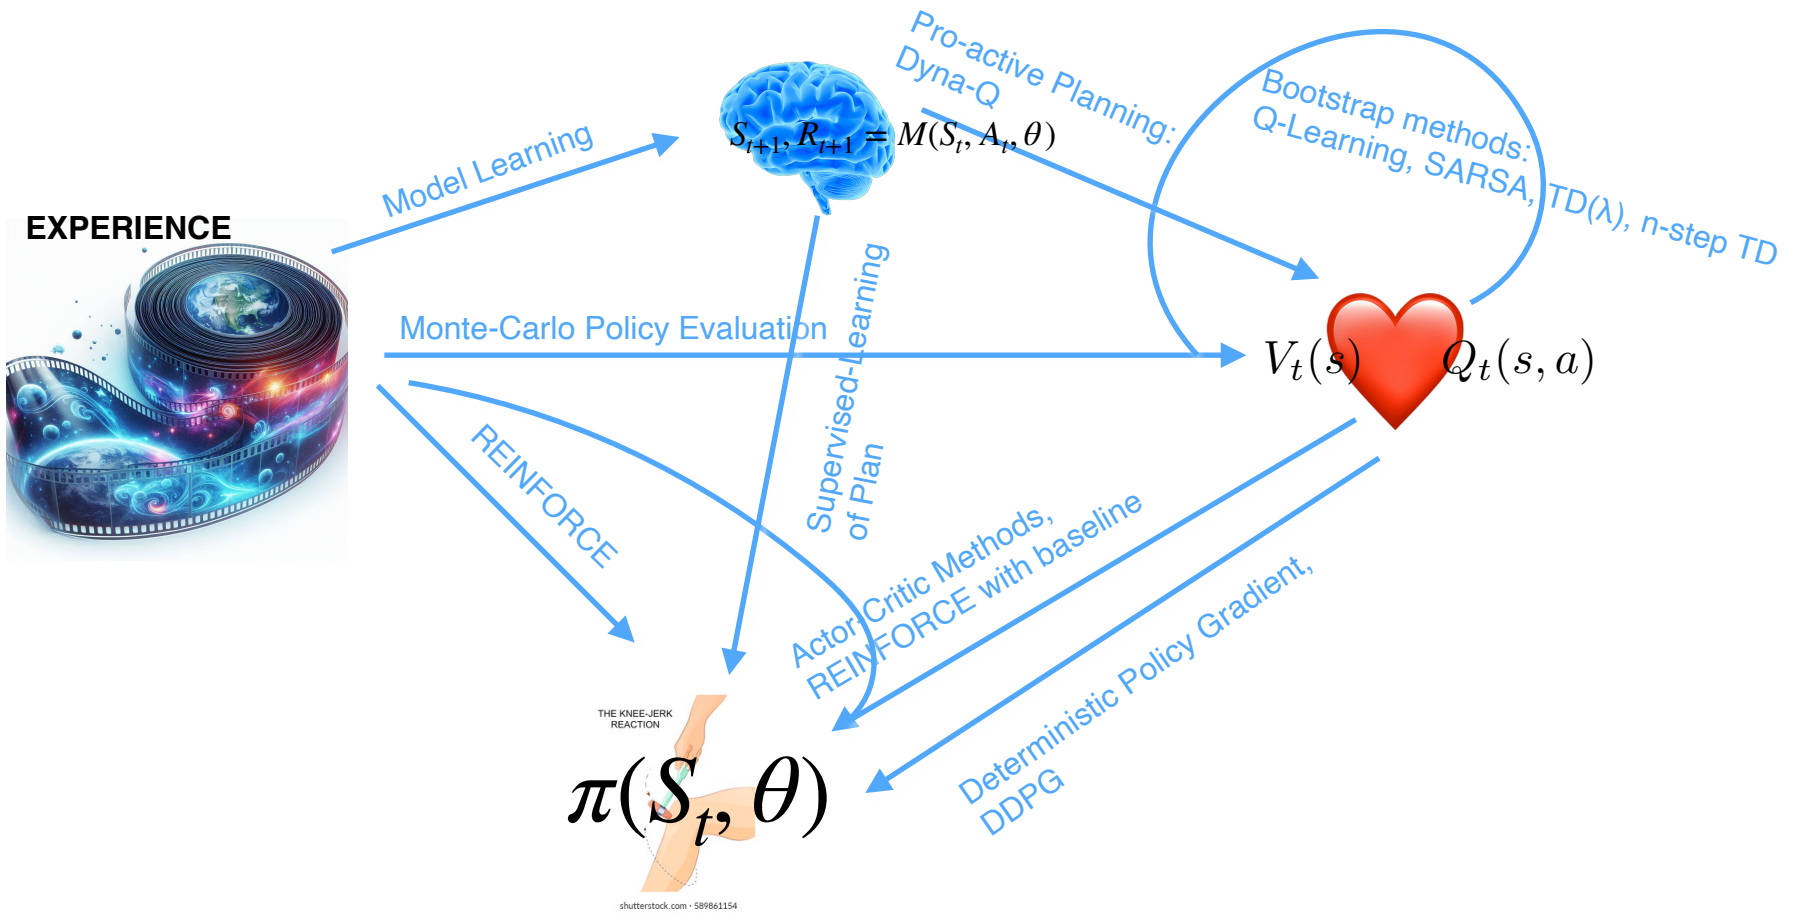 Pro-active Planning:
Dyna-Q
Bootstrap methods:
Q-Learning, SARSA, TD(λ), n-step TD
Model Learning
S_{t+1}, R_{t+1} = M(S_t, A_t, θ)
EXPERIENCE
Monte-Carlo Policy Evaluation
Supervised-Learning
of Plan
V_t(s)
Q_t(s, a)
REINFORCE
Actor-Critic Methods,
REINFORCE with baseline
Deterministic Policy Gradient,
DDPG
THE KNEE-JERK
REACTION
π(S_t, θ)
shutterstock.com · 589861154